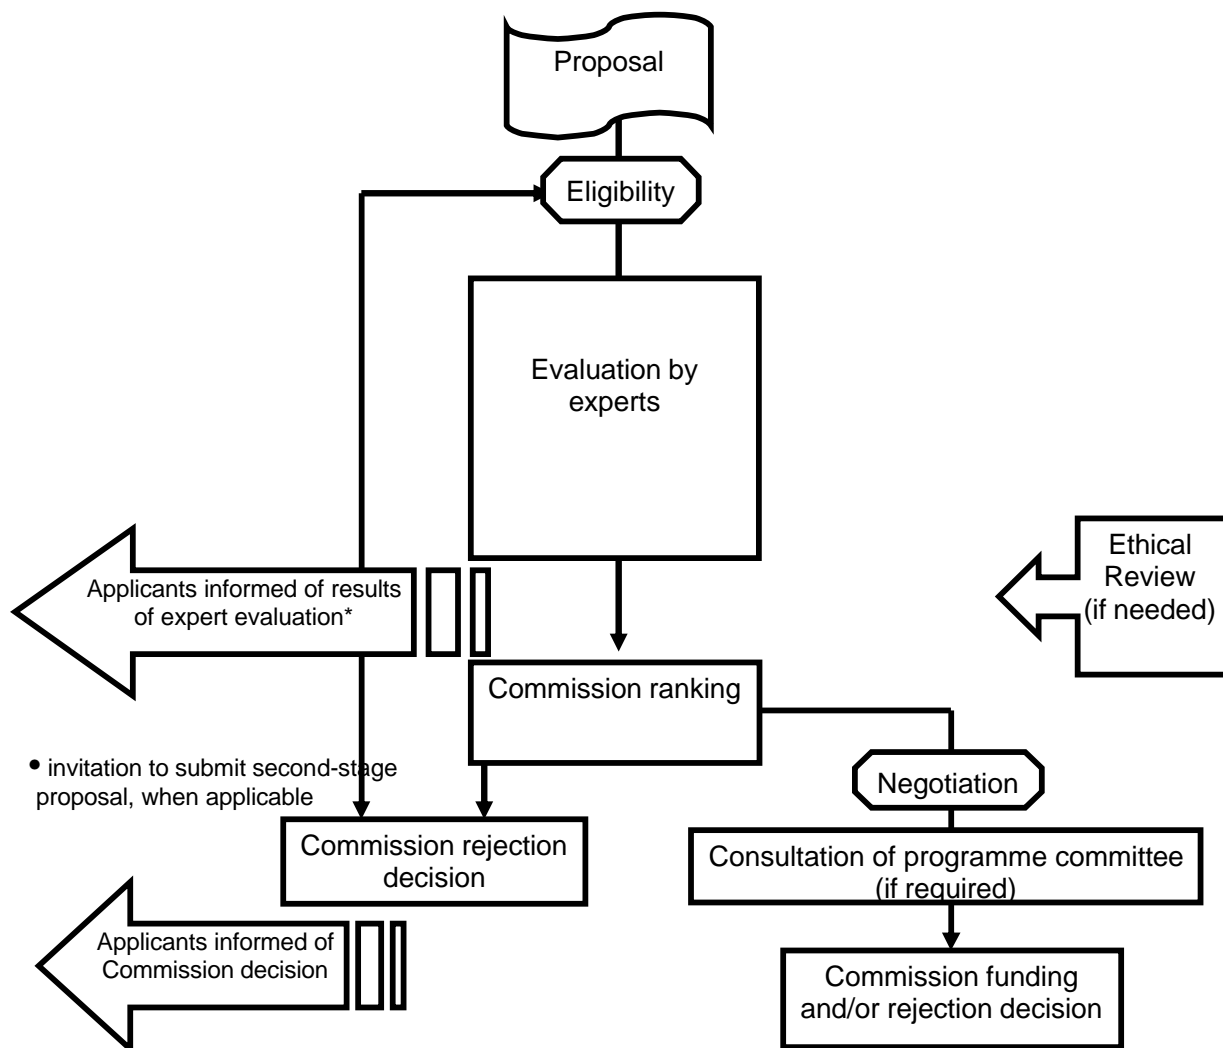 Proposal
Eligibility
Evaluation by
experts
Applicants informed of results
of expert evaluation*
Ethical
Review
(if needed)
Commission ranking
• invitation to submit second-stage
proposal, when applicable
Negotiation
Commission rejection
decision
Consultation of programme committee
(if required)
Applicants informed of
Commission decision
Commission funding
and/or rejection decision